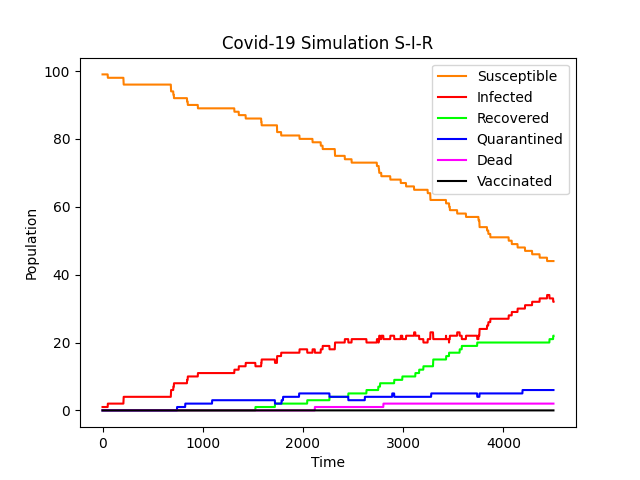 Covid-19 Simulation S-I-R
Susceptible
Infected
Recovered
Quarantined
Dead
Vaccinated
Population
100
80
60
40
20
0
0 1000 2000 3000 4000
Time